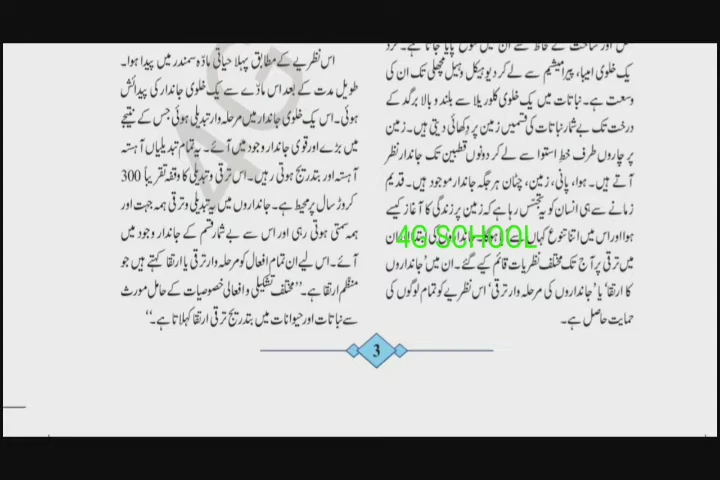 یک خلوی امیبا، پیرامیشیم سے لے کر دیو ہیکل وہیل مچھلی تک ان کی
وسعت ہے۔ نباتات میں یک خلوی کلوریلا سے بلند و بالا برگد کے
درخت تک بے شمار نباتات کی قسمیں زمین پر دکھائی دیتی ہیں۔ زمین
پر چاروں طرف خط استوا سے لے کر دونوں قطبین تک جاندار نظر
آتے ہیں۔ ہوا، پانی، زمین، چٹان ہر جگہ جاندار موجود ہیں۔ قدیم
زمانے سے ہی انسان کو یہ تجسّس رہا ہے کہ زمین پر زندگی کا آغاز کیسے
ہوا اور اس میں اتنا تنوع کہاں سے
4G SCHOOL
میں ترقی پر آج تک مختلف نظریات قائم کیے گئے۔ ان میں 'جانداروں
کا ارتقا' یا 'جانداروں کی مرحلہ وار ترقی' اس نظریے کو تمام لوگوں کی
حمایت حاصل ہے۔
اس نظریے کے مطابق پہلا حیاتی مادّہ سمندر میں پیدا ہوا۔
طویل مدت کے بعد اس مادّے سے یک خلوی جاندار کی پیدائش
ہوئی۔ اس یک خلوی جاندار میں مرحلہ وار تبدیلی ہوئی جس کے نتیجے
میں بڑے اور قوی جاندار وجود میں آئے۔ یہ تمام تبدیلیاں آہستہ
آہستہ اور بتدریج ہوتی رہیں۔ اس ترقی و تبدیلی کا وقفہ تقریباً 300
کروڑ سال پر محیط ہے۔ جانداروں میں یہ تبدیلی و ترقی ہمہ جہت اور
ہمہ سمتی ہوتی رہی اور اس سے بے شمار قسم کے جاندار وجود میں
آئے۔ اس لیے ان تمام افعال کو مرحلہ وار ترقی یا ارتقا کہتے ہیں جو
منظم ارتقا ہے۔ "مختلف تشکیلی و افعالی خصوصیات کے حامل مورث
سے نباتات اور حیوانات میں بتدریج ترقی ارتقا کہلاتا ہے۔"
3